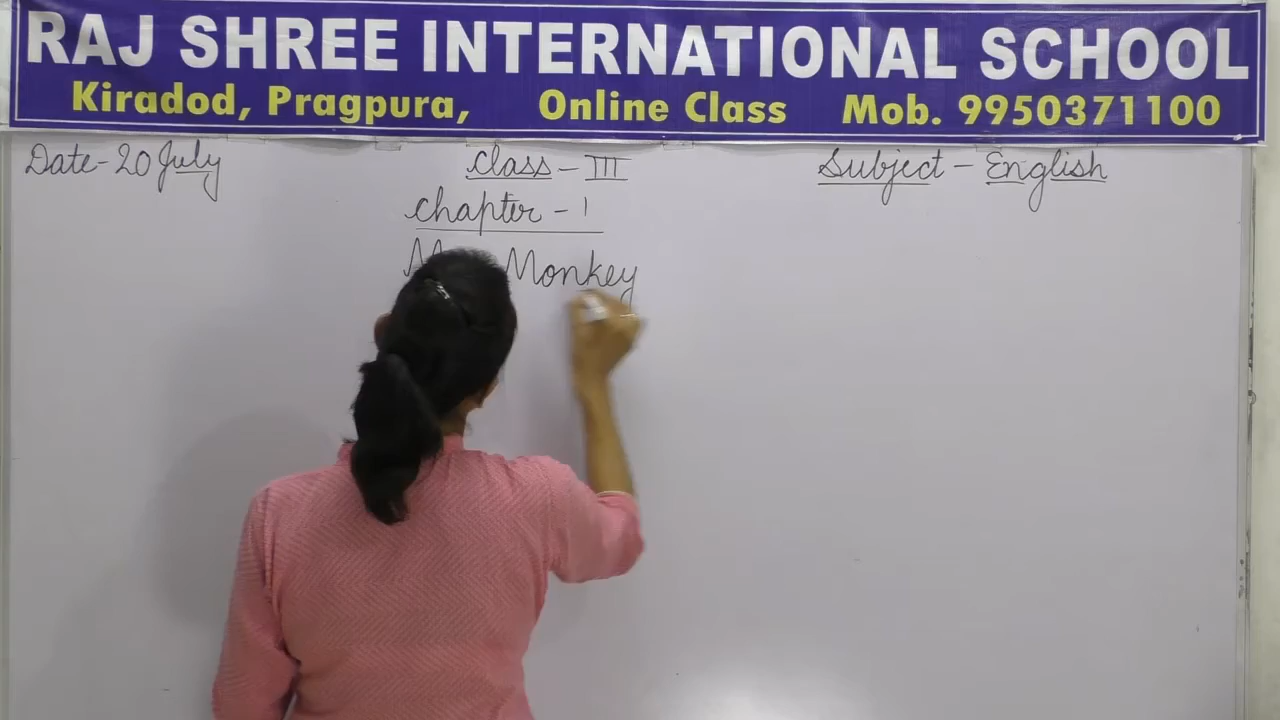 RAJ SHREE INTERNATIONAL SCHOOL
Kiradod, Pragpura, Online Class Mob. 9950371100
Date-20 July Class - III Subject - English
Chapter - 1
Monkey